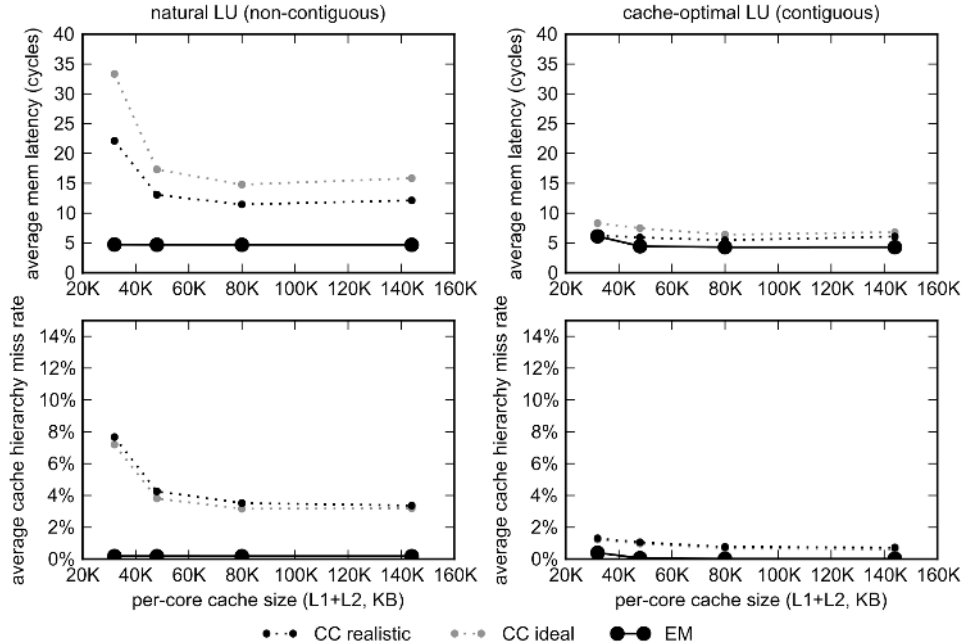 natural LU (non-contiguous)
cache-optimal LU (contiguous)
average mem latency (cycles)
40
35
30
25
20
15
10
5
0
20K 40K 60K 80K 100K 120K 140K 160K
average mem latency (cycles)
40
35
30
25
20
15
10
5
0
20K 40K 60K 80K 100K 120K 140K 160K
average cache hierarchy miss rate
14%
12%
10%
8%
6%
4%
2%
0%
20K 40K 60K 80K 100K 120K 140K 160K
per-core cache size (L1+L2, KB)
average cache hierarchy miss rate
14%
12%
10%
8%
6%
4%
2%
0%
20K 40K 60K 80K 100K 120K 140K 160K
per-core cache size (L1+L2, KB)
CC realistic CC ideal EM